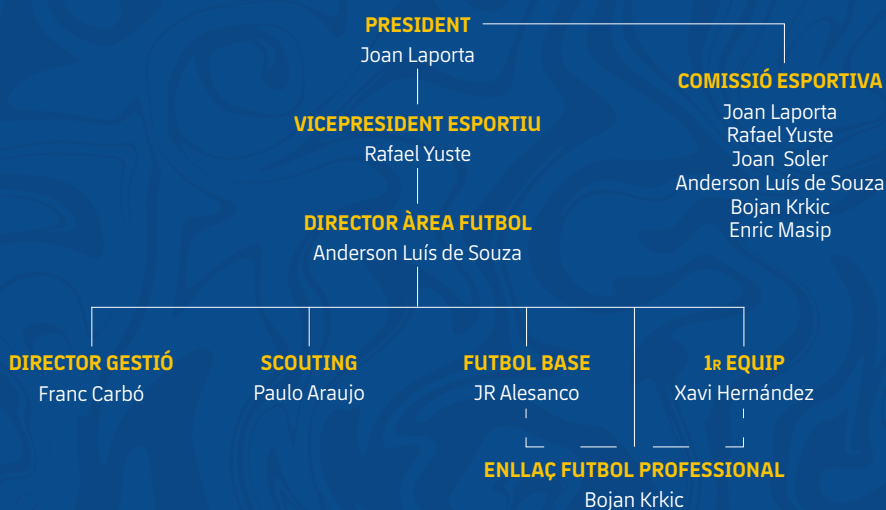 PRESIDENT
Joan Laporta
COMISSIÓ ESPORTIVA
Joan Laporta
Rafael Yuste
Joan Soler
Anderson Luís de Souza
Bojan Krkic
Enric Masip
VICEPRESIDENT ESPORTIU
Rafael Yuste
DIRECTOR ÀREA FUTBOL
Anderson Luís de Souza
DIRECTOR GESTIÓ
Franc Carbó
SCOUTING
Paulo Araujo
FUTBOL BASE
JR Alesanco
1R EQUIP
Xavi Hernández
ENLLAÇ FUTBOL PROFESSIONAL
Bojan Krkic